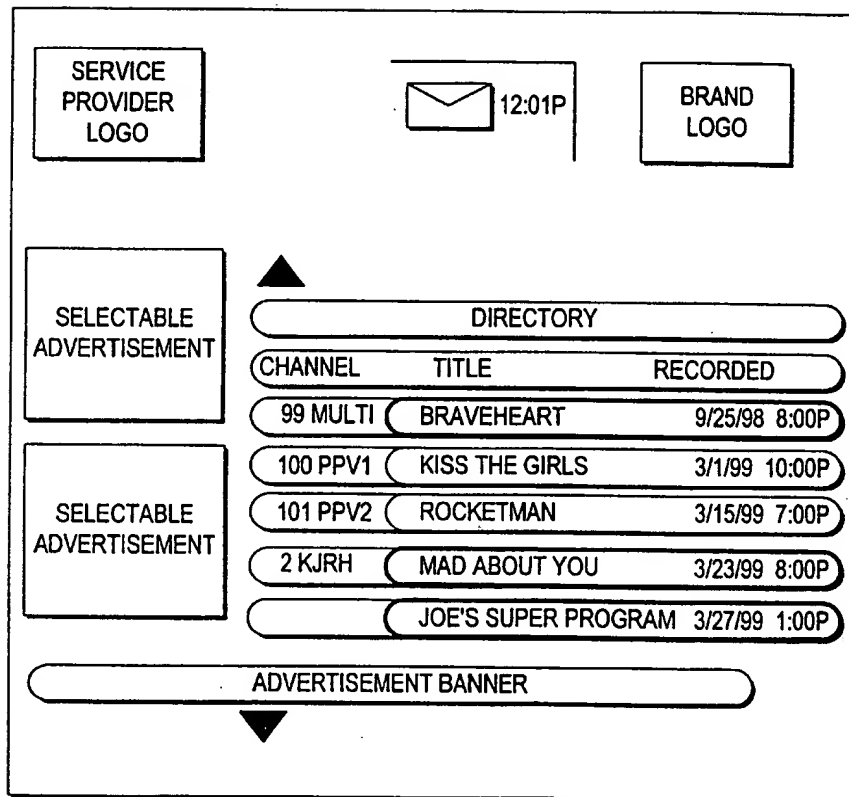 SERVICE
PROVIDER
LOGO
12:01P
BRAND
LOGO
SELECTABLE
ADVERTISEMENT
DIRECTORY
CHANNEL TITLE RECORDED
99 MULTI BRAVEHEART 9/25/98 8:00P
100 PPV1 KISS THE GIRLS 3/1/99 10:00P
101 PPV2 ROCKETMAN 3/15/99 7:00P
2 KJRH MAD ABOUT YOU 3/23/99 8:00P
JOE'S SUPER PROGRAM 3/27/99 1:00P
SELECTABLE
ADVERTISEMENT
ADVERTISEMENT BANNER